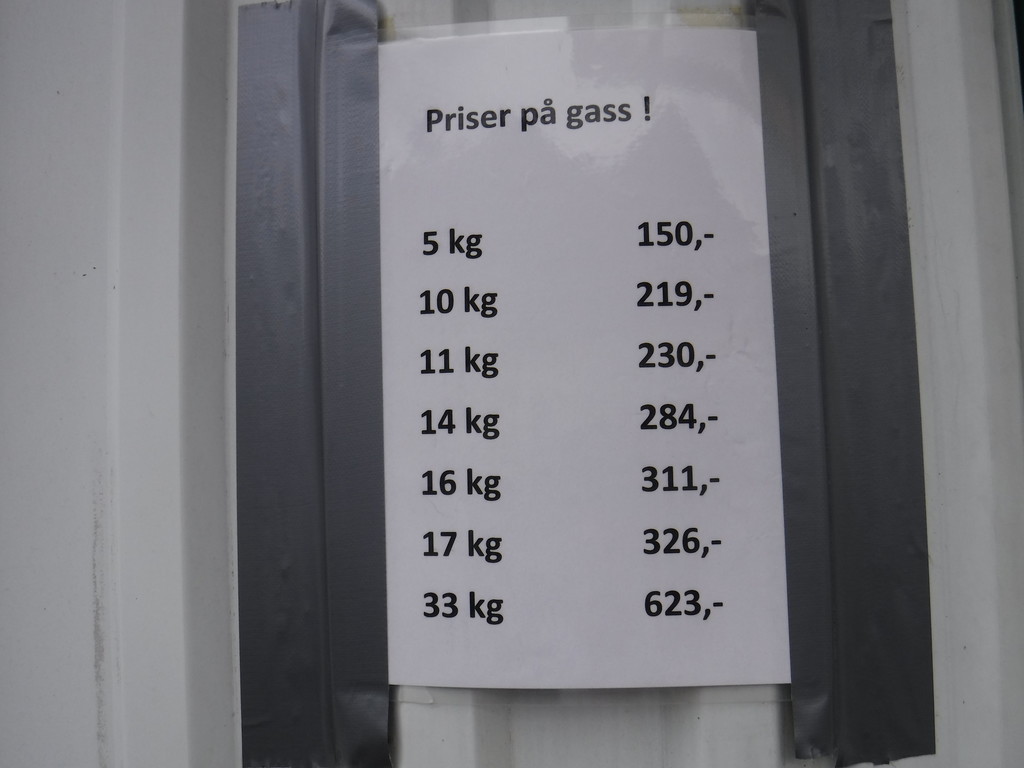 Priser på gass !
5 kg 150,-
10 kg 219,-
11 kg 230,-
14 kg 284,-
16 kg 311,-
17 kg 326,-
33 kg 623,-